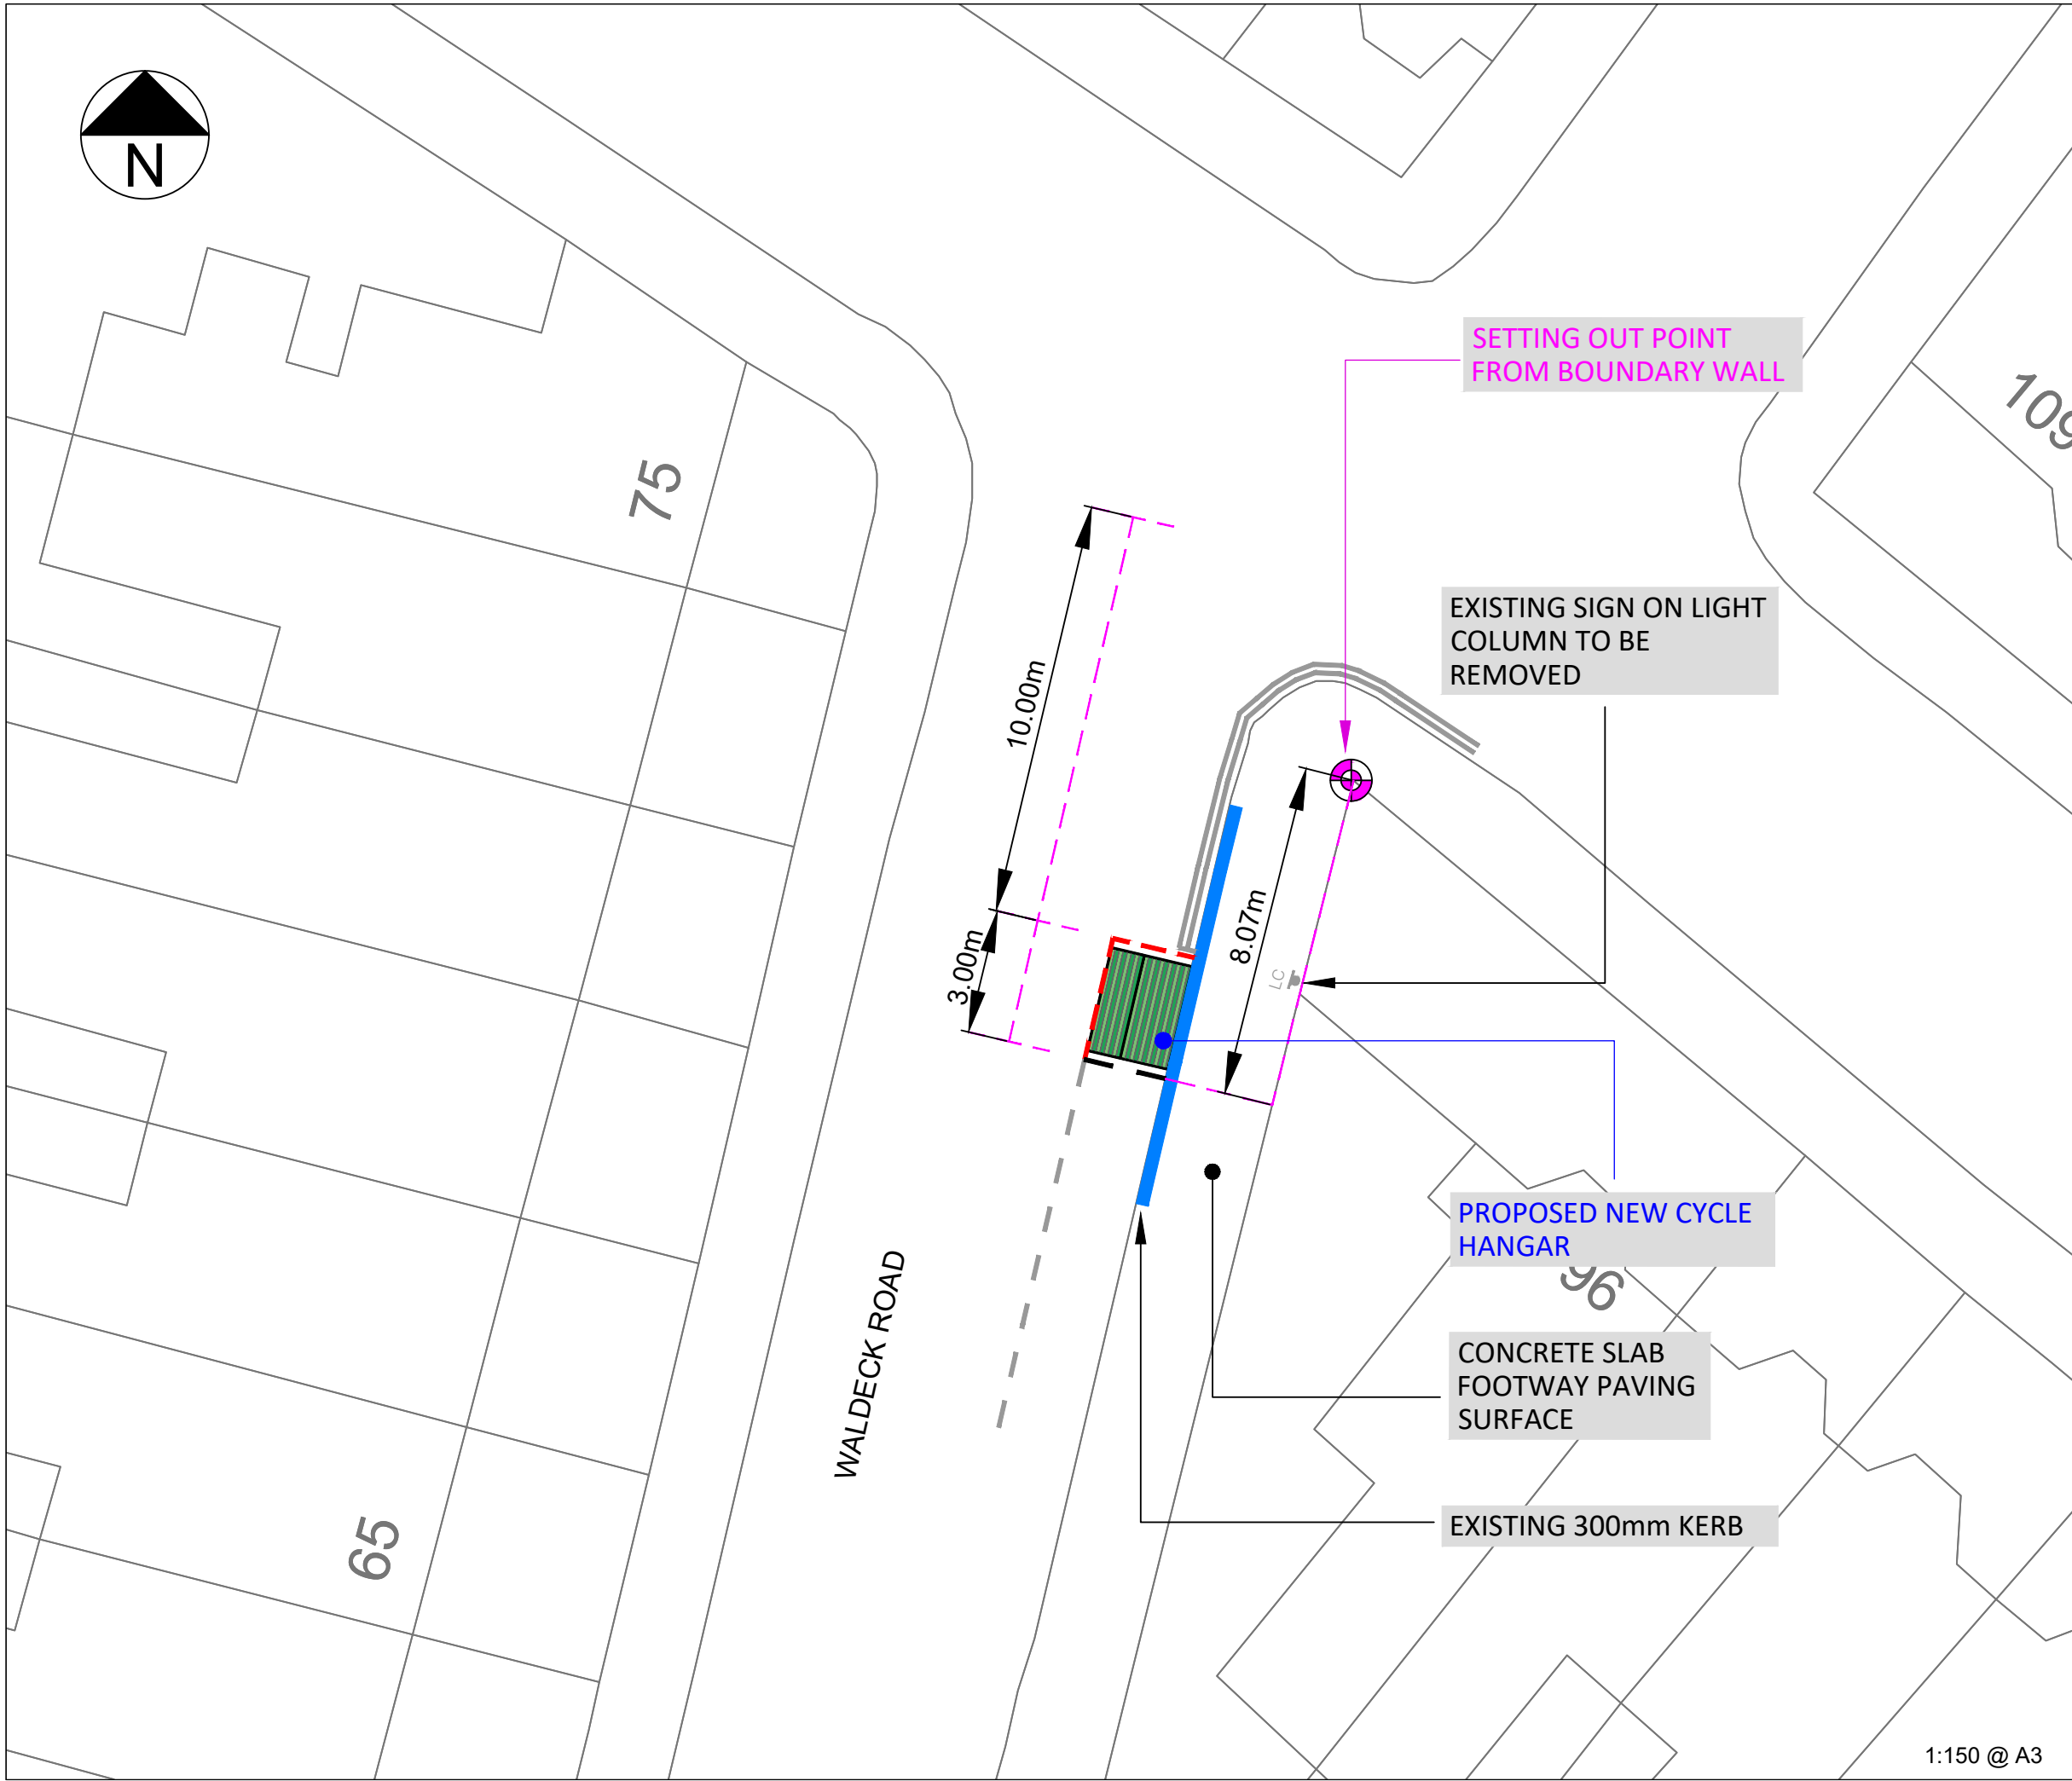 N
SETTING OUT POINT
FROM BOUNDARY WALL
109
75
EXISTING SIGN ON LIGHT
COLUMN TO BE
REMOVED
10.00m
8.07m
3.00m
LC
PROPOSED NEW CYCLE
HANGAR
96
WALDECK ROAD
CONCRETE SLAB
FOOTWAY PAVING
SURFACE
EXISTING 300mm KERB
65
1:150 @ A3